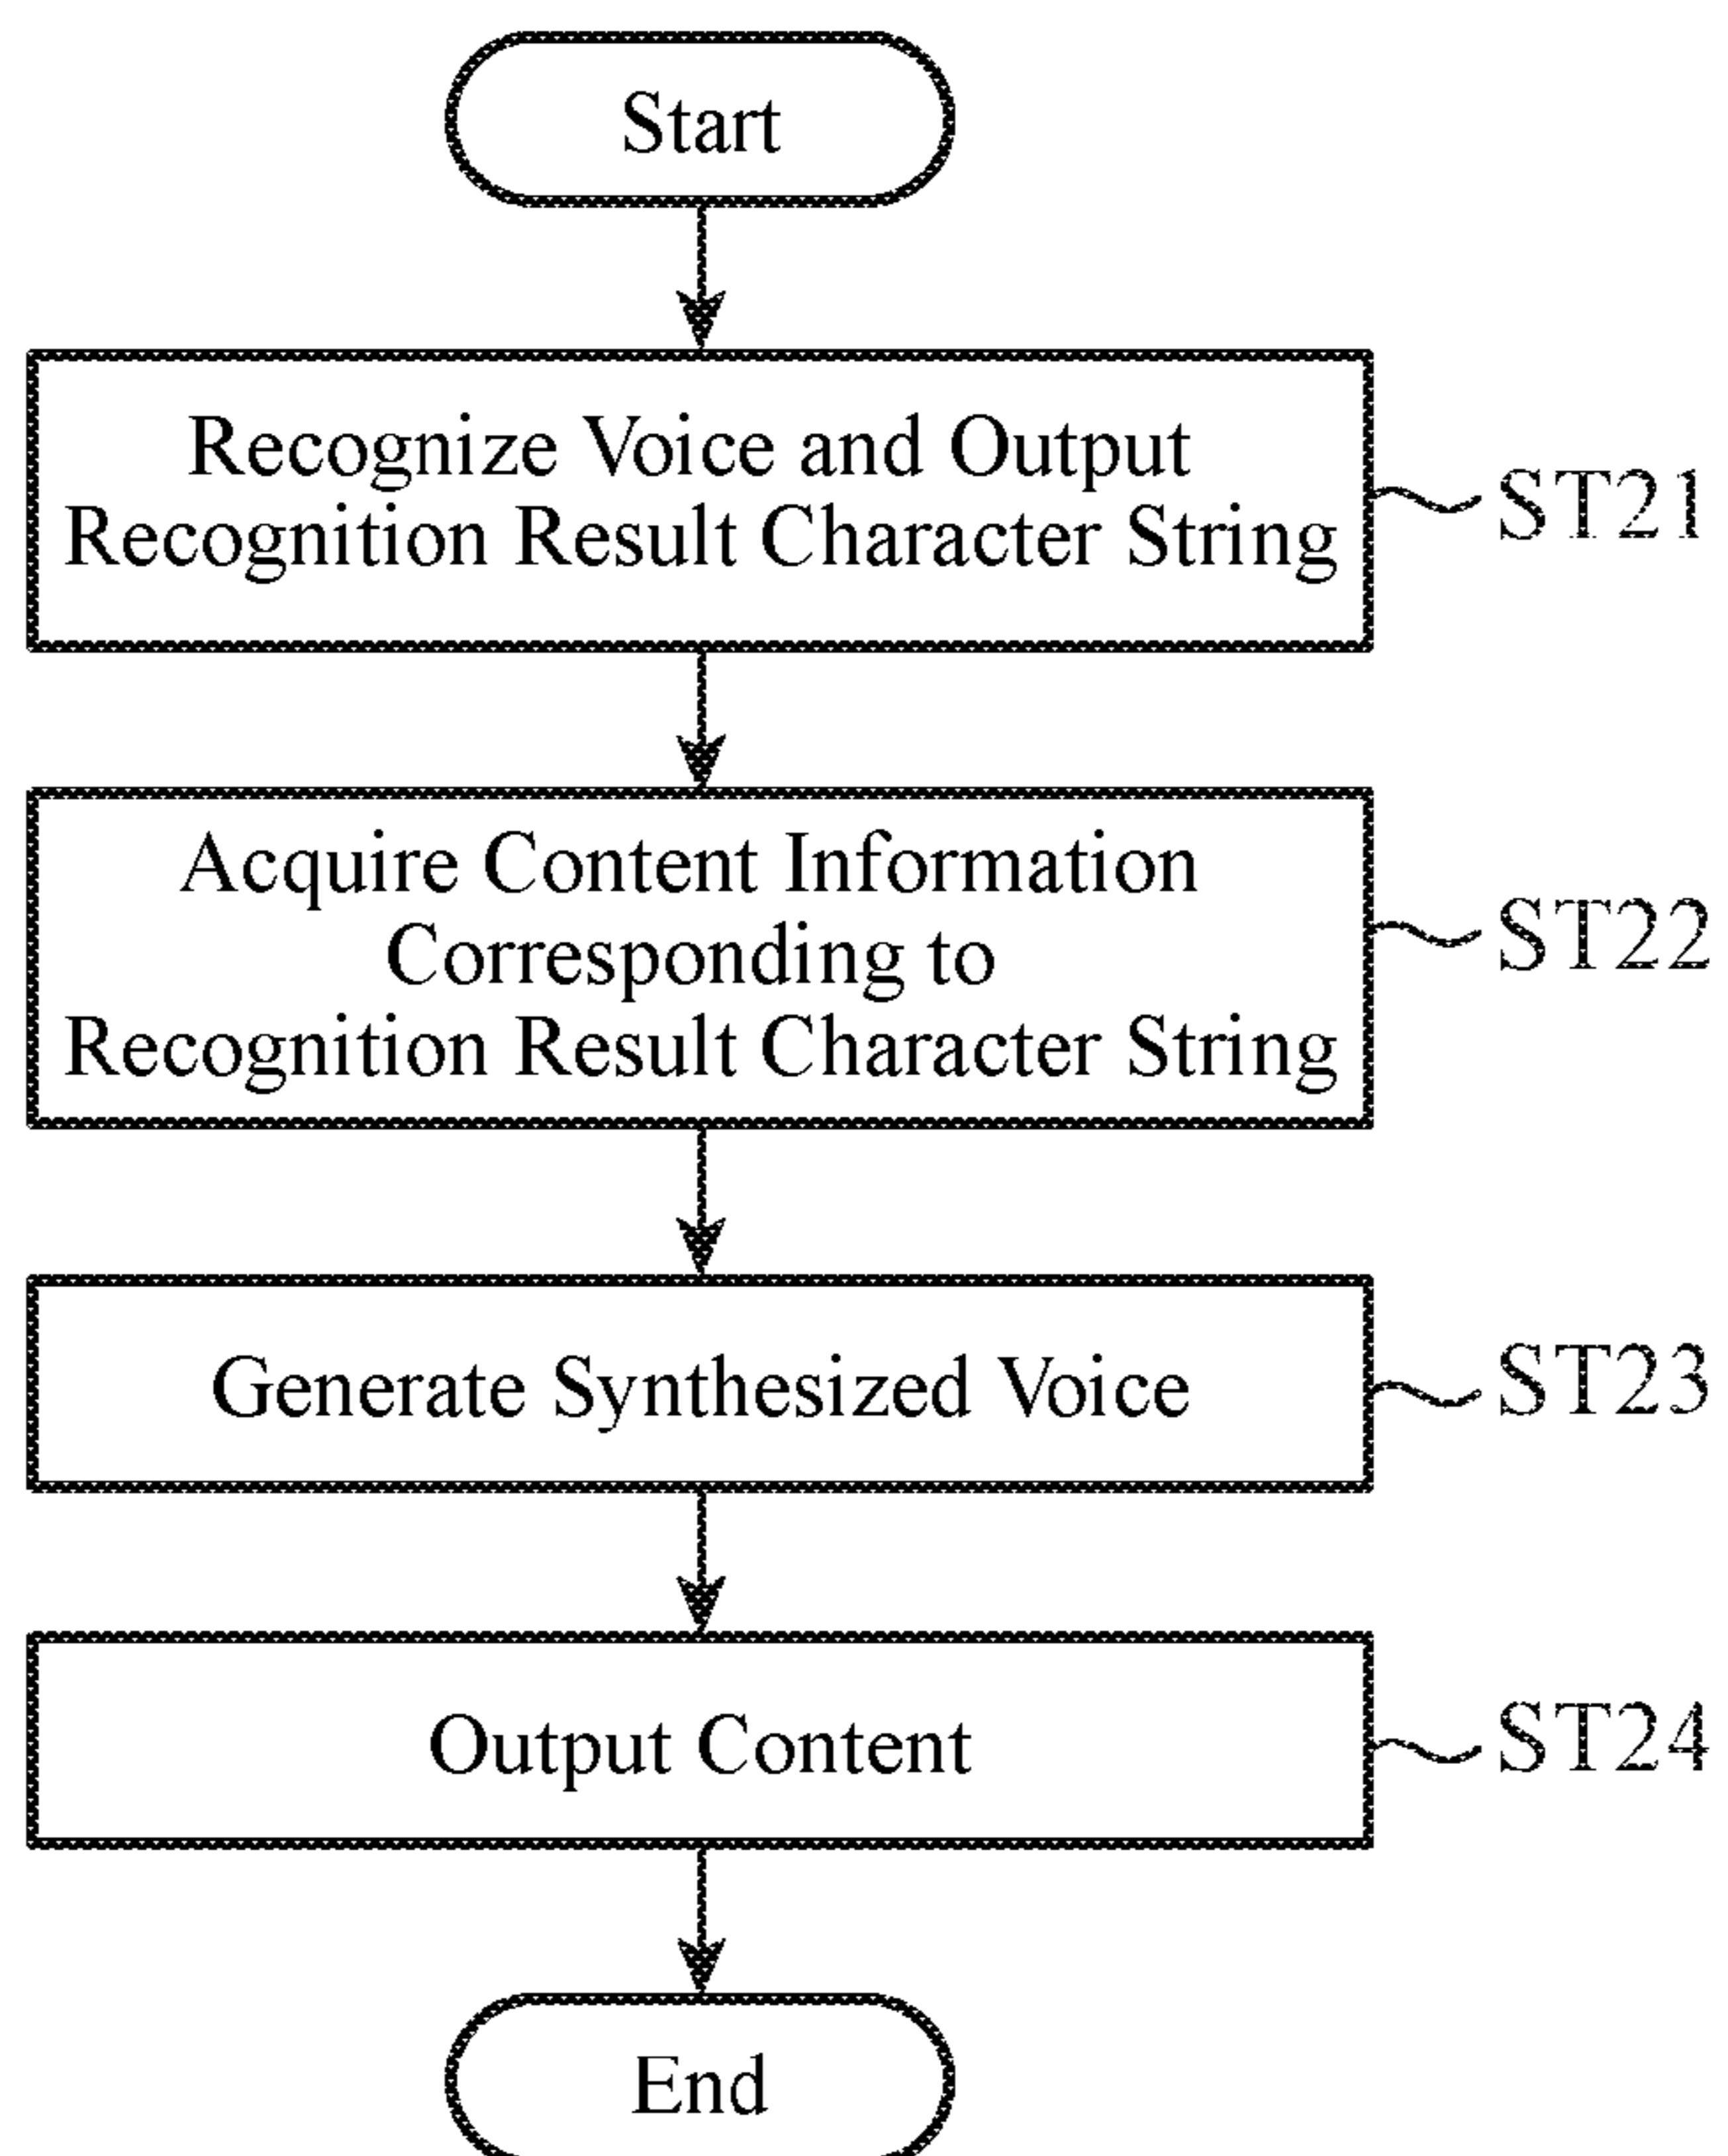 Start
Recognize Voice and Output
Recognition Result Character String
ST21
Acquire Content Information
Corresponding to
Recognition Result Character String
ST22
Generate Synthesized Voice
ST23
Output Content
ST24
End